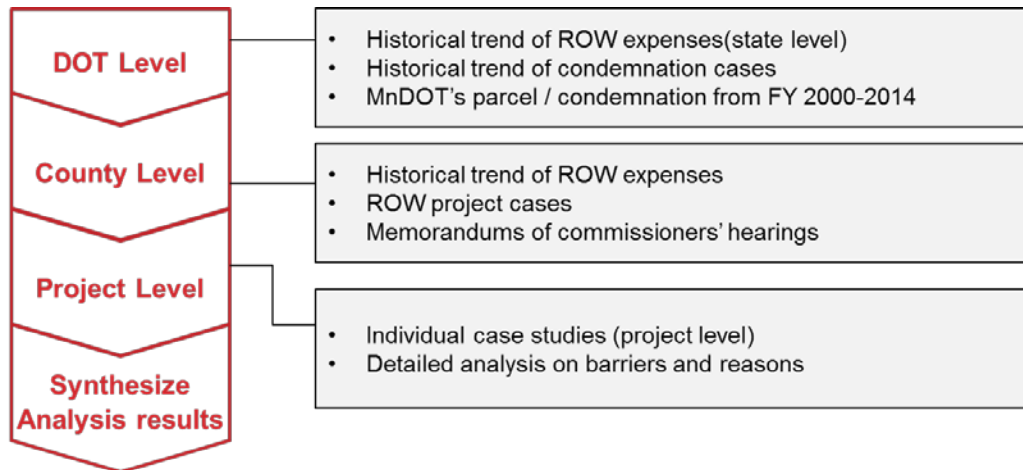 DOT Level
• Historical trend of ROW expenses(state level)
• Historical trend of condemnation cases
• MnDOT's parcel / condemnation from FY 2000-2014
County Level
• Historical trend of ROW expenses
• ROW project cases
• Memorandums of commissioners' hearings
Project Level
• Individual case studies (project level)
• Detailed analysis on barriers and reasons
Synthesize
Analysis results